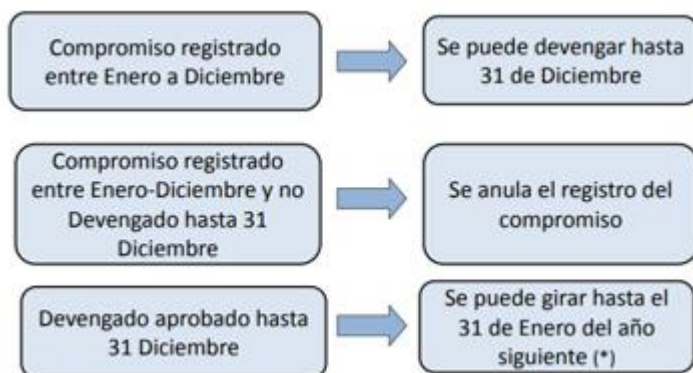 Compromiso registrado
entre Enero a Diciembre
Se puede devengar hasta
31 de Diciembre
Compromiso registrado
entre Enero-Diciembre y no
Devengado hasta 31
Diciembre
Se anula el registro del
compromiso
Devengado aprobado hasta
31 Diciembre
Se puede girar hasta el
31 de Enero del año
siguiente (*)